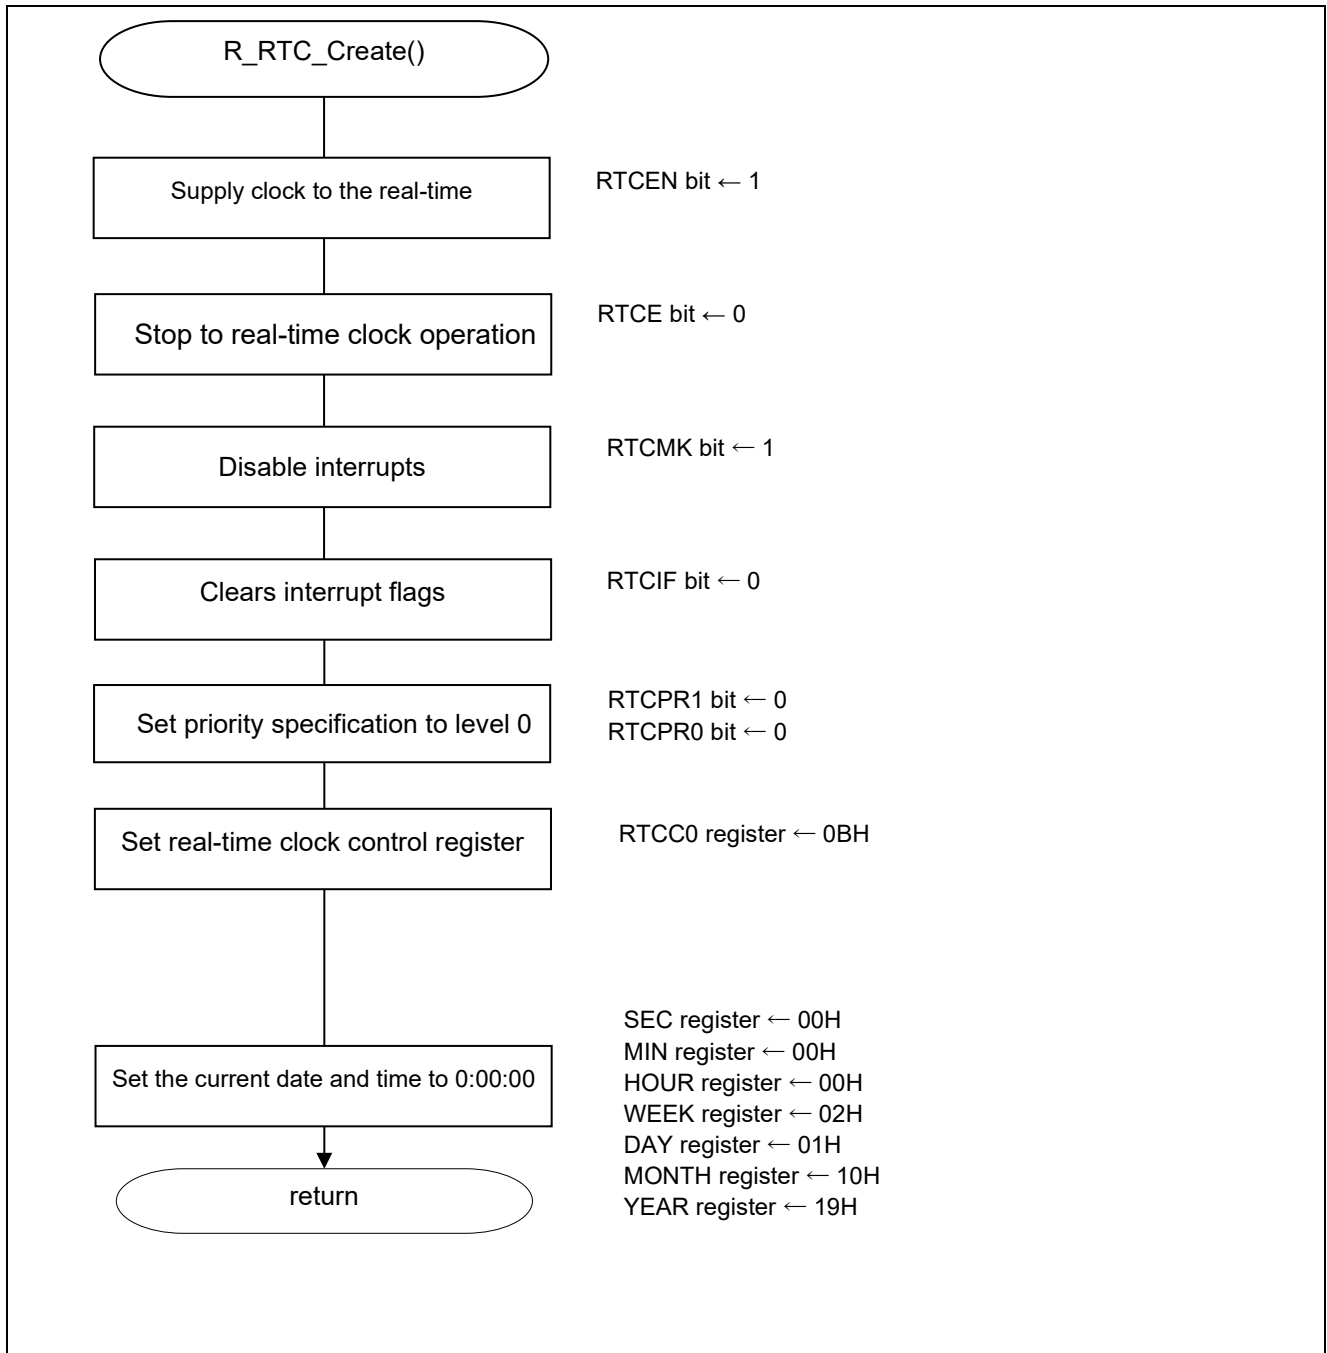 R_RTC_Create()
Supply clock to the real-time
RTCEN bit ← 1
Stop to real-time clock operation
RTCE bit ← 0
Disable interrupts
RTCMK bit ← 1
Clears interrupt flags
RTCIF bit ← 0
Set priority specification to level 0
RTCPR1 bit ← 0
RTCPR0 bit ← 0
Set real-time clock control register
RTCC0 register ← 0BH
Set the current date and time to 0:00:00
SEC register ← 00H
MIN register ← 00H
HOUR register ← 00H
WEEK register ← 02H
DAY register ← 01H
MONTH register ← 10H
YEAR register ← 19H
return